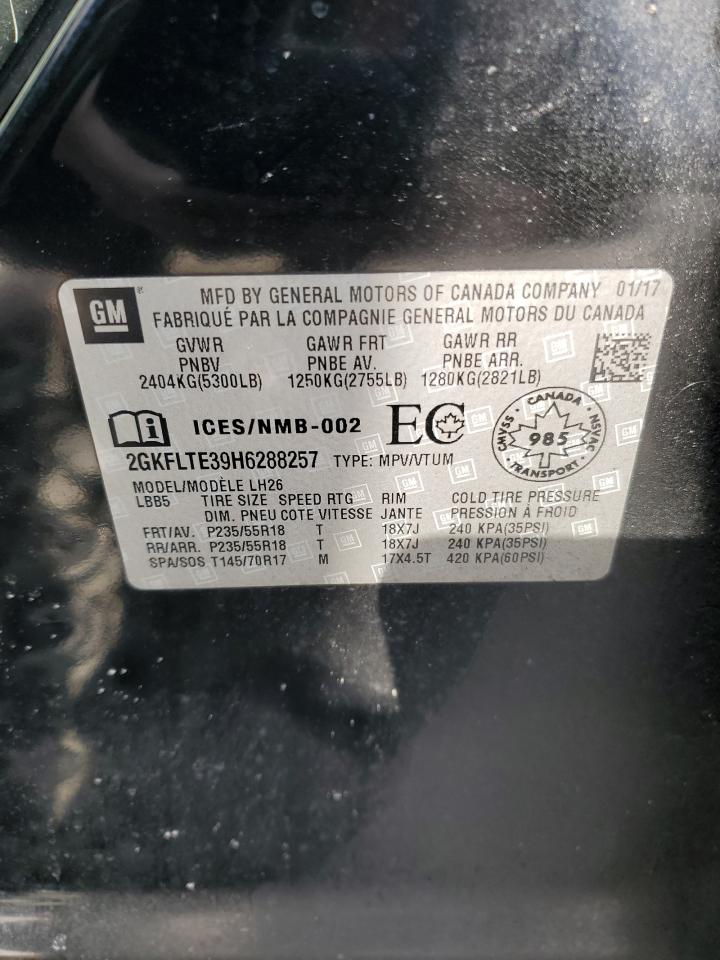 GM
MFD BY GENERAL MOTORS OF CANADA COMPANY 01/17
FABRIQUÉ PAR LA COMPAGNIE GENERAL MOTORS DU CANADA
GVWR GAWR FRT GAWR RR
PNBV PNBE AV. PNBE ARR.
2404KG(5300LB) 1250KG(2755LB) 1280KG(2821LB)
ICES/NMB-002 EC
CANADA
CMVSS · NSVAC
985
TRANSPORT
2GKFLTE39H6288257 TYPE: MPV/VTUM
MODEL/MODÈLE LH26
LBB5 TIRE SIZE SPEED RTG RIM COLD TIRE PRESSURE
DIM. PNEU COTE VITESSE JANTE PRESSION À FROID
FRT/AV. P235/55R18 T 18X7J 240 KPA(35PSI)
RR/ARR. P235/55R18 T 18X7J 240 KPA(35PSI)
SPA/SOS T145/70R17 M 17X4.5T 420 KPA(60PSI)